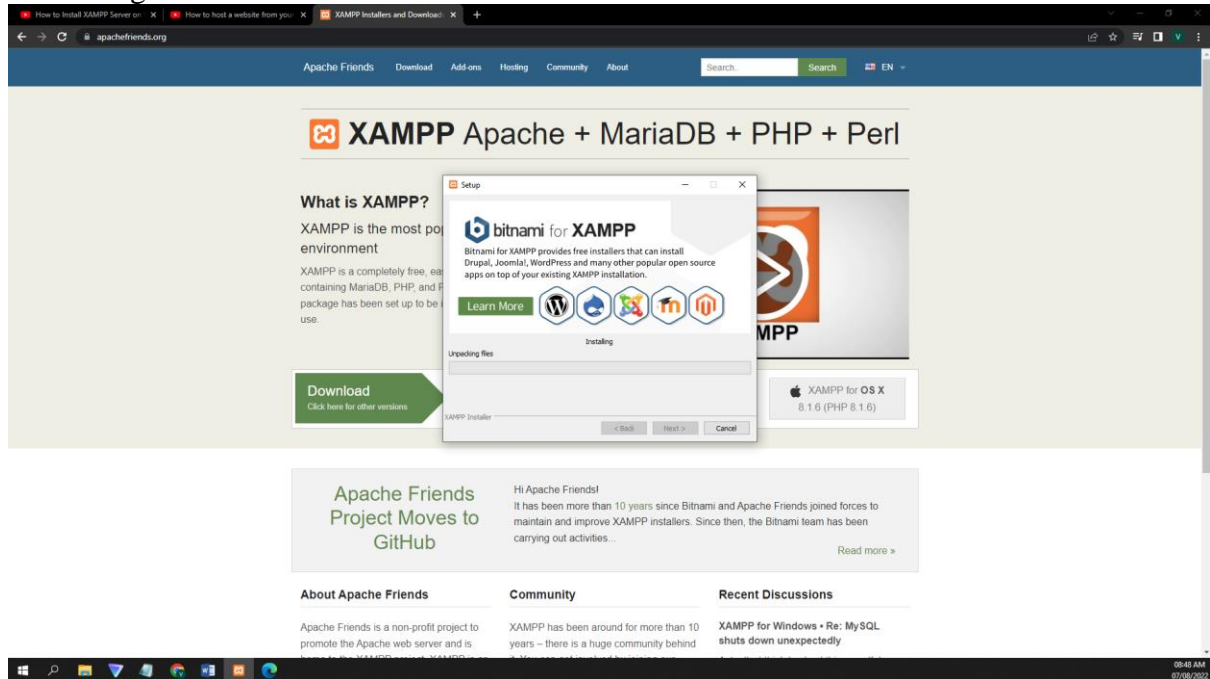 How to Install XAMPP Server on
How to host a website from your
XAMPP Installers and Download
apachefriends.org
V
Apache Friends Download Add-ons Hosting Community About Search.. Search EN
XAMPP Apache + MariaDB + PHP + Perl
What is XAMPP?
XAMPP is the most pop
environment
XAMPP is a completely free, eas
containing MariaDB, PHP, and P
package has been set up to be i
use.
Setup
bitnami for XAMPP
Bitnami for XAMPP provides free installers that can install
Drupal, Joomla!, WordPress and many other popular open source
apps on top of your existing XAMPP installation.
Learn More
Installing
Unpacking files
XAMPP Installer
< Back Next > Cancel
MPP
Download
Click here for other versions
XAMPP for OS X
8.1.6 (PHP 8.1.6)
Apache Friends
Project Moves to
GitHub
Hi Apache Friends!
It has been more than 10 years since Bitnami and Apache Friends joined forces to
maintain and improve XAMPP installers. Since then, the Bitnami team has been
carrying out activities...
Read more »
About Apache Friends
Apache Friends is a non-profit project to
promote the Apache web server and is
Community
XAMPP has been around for more than 10
years – there is a huge community behind
Recent Discussions
XAMPP for Windows • Re: MySQL
shuts down unexpectedly
08:48 AM
07/08/2022